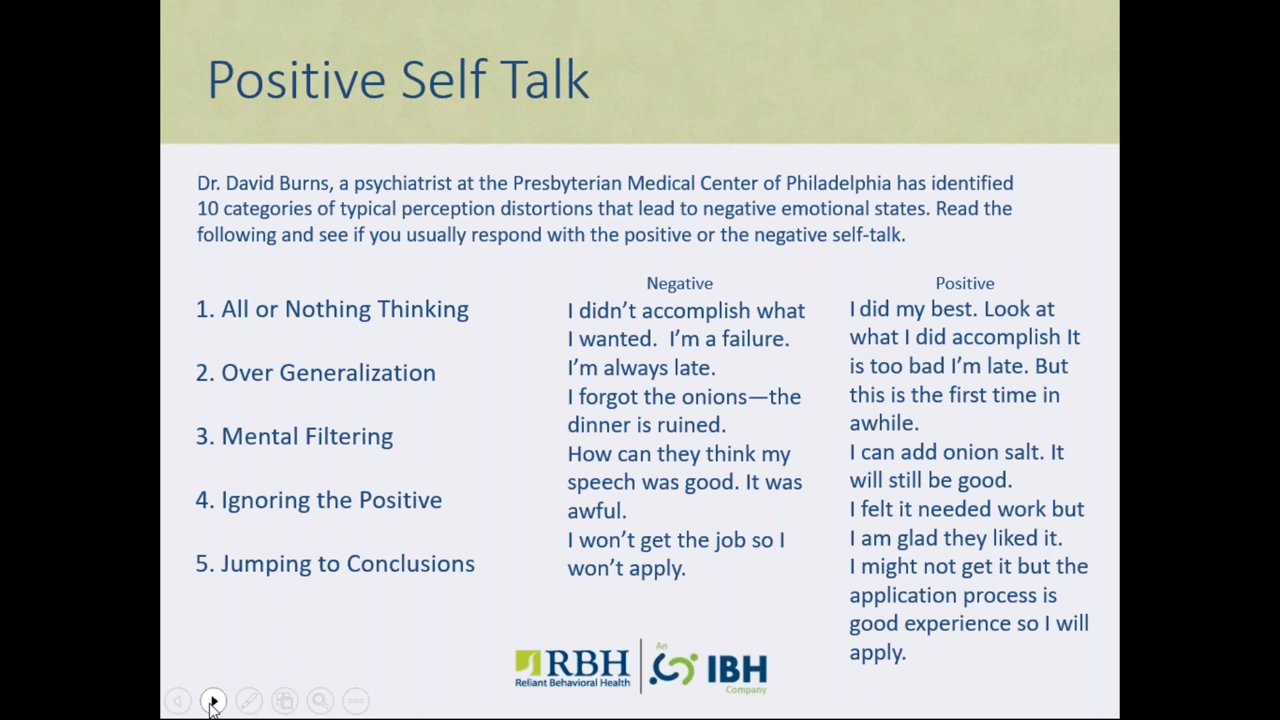 Positive Self Talk
Dr. David Burns, a psychiatrist at the Presbyterian Medical Center of Philadelphia has identified
10 categories of typical perception distortions that lead to negative emotional states. Read the
following and see if you usually respond with the positive or the negative self-talk.
1. All or Nothing Thinking
2. Over Generalization
3. Mental Filtering
4. Ignoring the Positive
5. Jumping to Conclusions
Negative
I didn’t accomplish what
I wanted.  I’m a failure.
I’m always late.
I forgot the onions—the
dinner is ruined.
How can they think my
speech was good. It was
awful.
I won’t get the job so I
won’t apply.
Positive
I did my best. Look at
what I did accomplish It
is too bad I’m late. But
this is the first time in
awhile.
I can add onion salt. It
will still be good.
I felt it needed work but
I am glad they liked it.
I might not get it but the
application process is
good experience so I will
apply.
RBH
Reliant Behavioral Health
An
IBH
Company